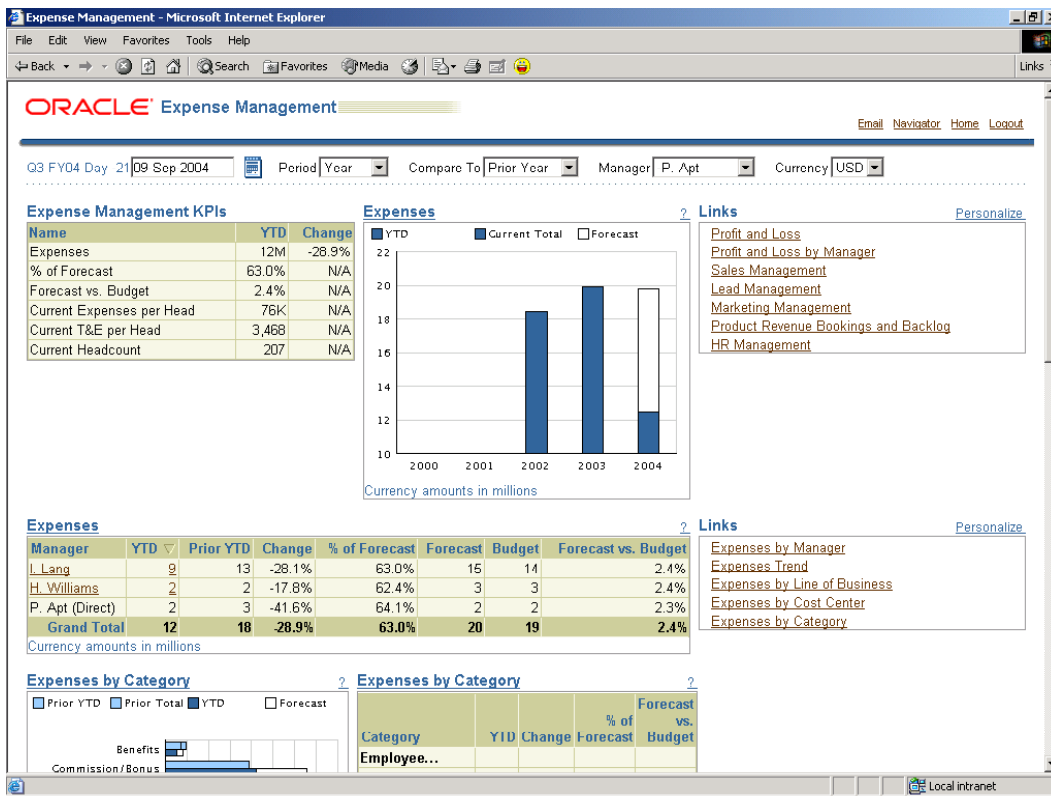 Expense Management - Microsoft Internet Explorer
File Edit View Favorites Tools Help
Back Search Favorites Media Links
ORACLE Expense Management
Email Navigator Home Logout
Q3 FY04 Day 21 09 Sep 2004 Period Year Compare To Prior Year Manager P. Apt Currency USD
Expense Management KPIs
Name YTD Change
Expenses 12M -28.9%
% of Forecast 63.0% N/A
Forecast vs. Budget 2.4% N/A
Current Expenses per Head 76K N/A
Current T&E per Head 3,468 N/A
Current Headcount 207 N/A
Expenses ?
YTD Current Total Forecast
22
20
18
16
14
12
10
2000 2001 2002 2003 2004
Currency amounts in millions
Links Personalize
Profit and Loss
Profit and Loss by Manager
Sales Management
Lead Management
Marketing Management
Product Revenue Bookings and Backlog
HR Management
Expenses ?
Manager YTD Prior YTD Change % of Forecast Forecast Budget Forecast vs. Budget
I. Lang 9 13 -28.1% 63.0% 15 14 2.4%
H. Williams 2 2 -17.8% 62.4% 3 3 2.4%
P. Apt (Direct) 2 3 -41.6% 64.1% 2 2 2.3%
Grand Total 12 18 -28.9% 63.0% 20 19 2.4%
Currency amounts in millions
Links Personalize
Expenses by Manager
Expenses Trend
Expenses by Line of Business
Expenses by Cost Center
Expenses by Category
Expenses by Category ?
Prior YTD Prior Total YTD Forecast
Benefits
Commission/Bonus
Expenses by Category ?
Category YTD Change % of Forecast Forecast vs. Budget
Employee...
Local intranet